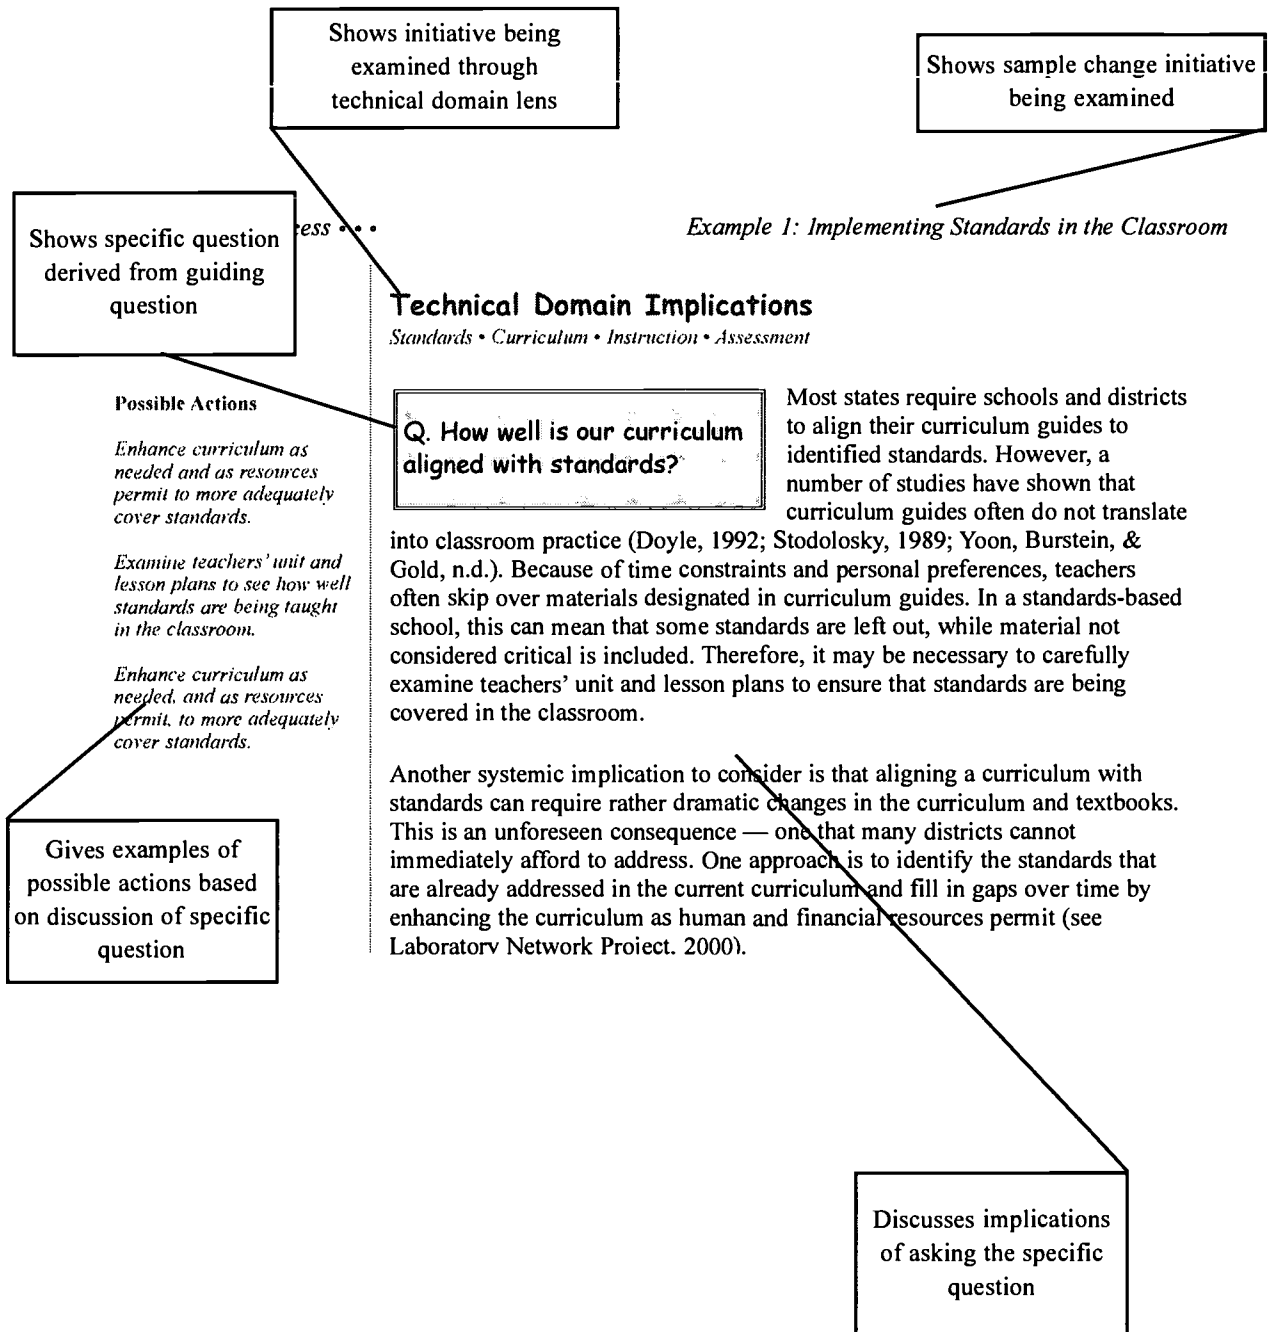 Shows initiative being
examined through
technical domain lens
Shows sample change initiative
being examined
Shows specific question
derived from guiding
question
cess • • •
Example 1: Implementing Standards in the Classroom
Technical Domain Implications
Standards • Curriculum • Instruction • Assessment
Possible Actions
Enhance curriculum as
needed and as resources
permit to more adequately
cover standards.
Examine teachers' unit and
lesson plans to see how well
standards are being taught
in the classroom.
Enhance curriculum as
needed, and as resources
permit, to more adequately
cover standards.
Q. How well is our curriculum
aligned with standards?
Most states require schools and districts
to align their curriculum guides to
identified standards. However, a
number of studies have shown that
curriculum guides often do not translate
into classroom practice (Doyle, 1992; Stodolosky, 1989; Yoon, Burstein, &
Gold, n.d.). Because of time constraints and personal preferences, teachers
often skip over materials designated in curriculum guides. In a standards-based
school, this can mean that some standards are left out, while material not
considered critical is included. Therefore, it may be necessary to carefully
examine teachers' unit and lesson plans to ensure that standards are being
covered in the classroom.
Another systemic implication to consider is that aligning a curriculum with
standards can require rather dramatic changes in the curriculum and textbooks.
This is an unforeseen consequence — one that many districts cannot
immediately afford to address. One approach is to identify the standards that
are already addressed in the current curriculum and fill in gaps over time by
enhancing the curriculum as human and financial resources permit (see
Laboratory Network Project. 2000).
Gives examples of
possible actions based
on discussion of specific
question
Discusses implications
of asking the specific
question